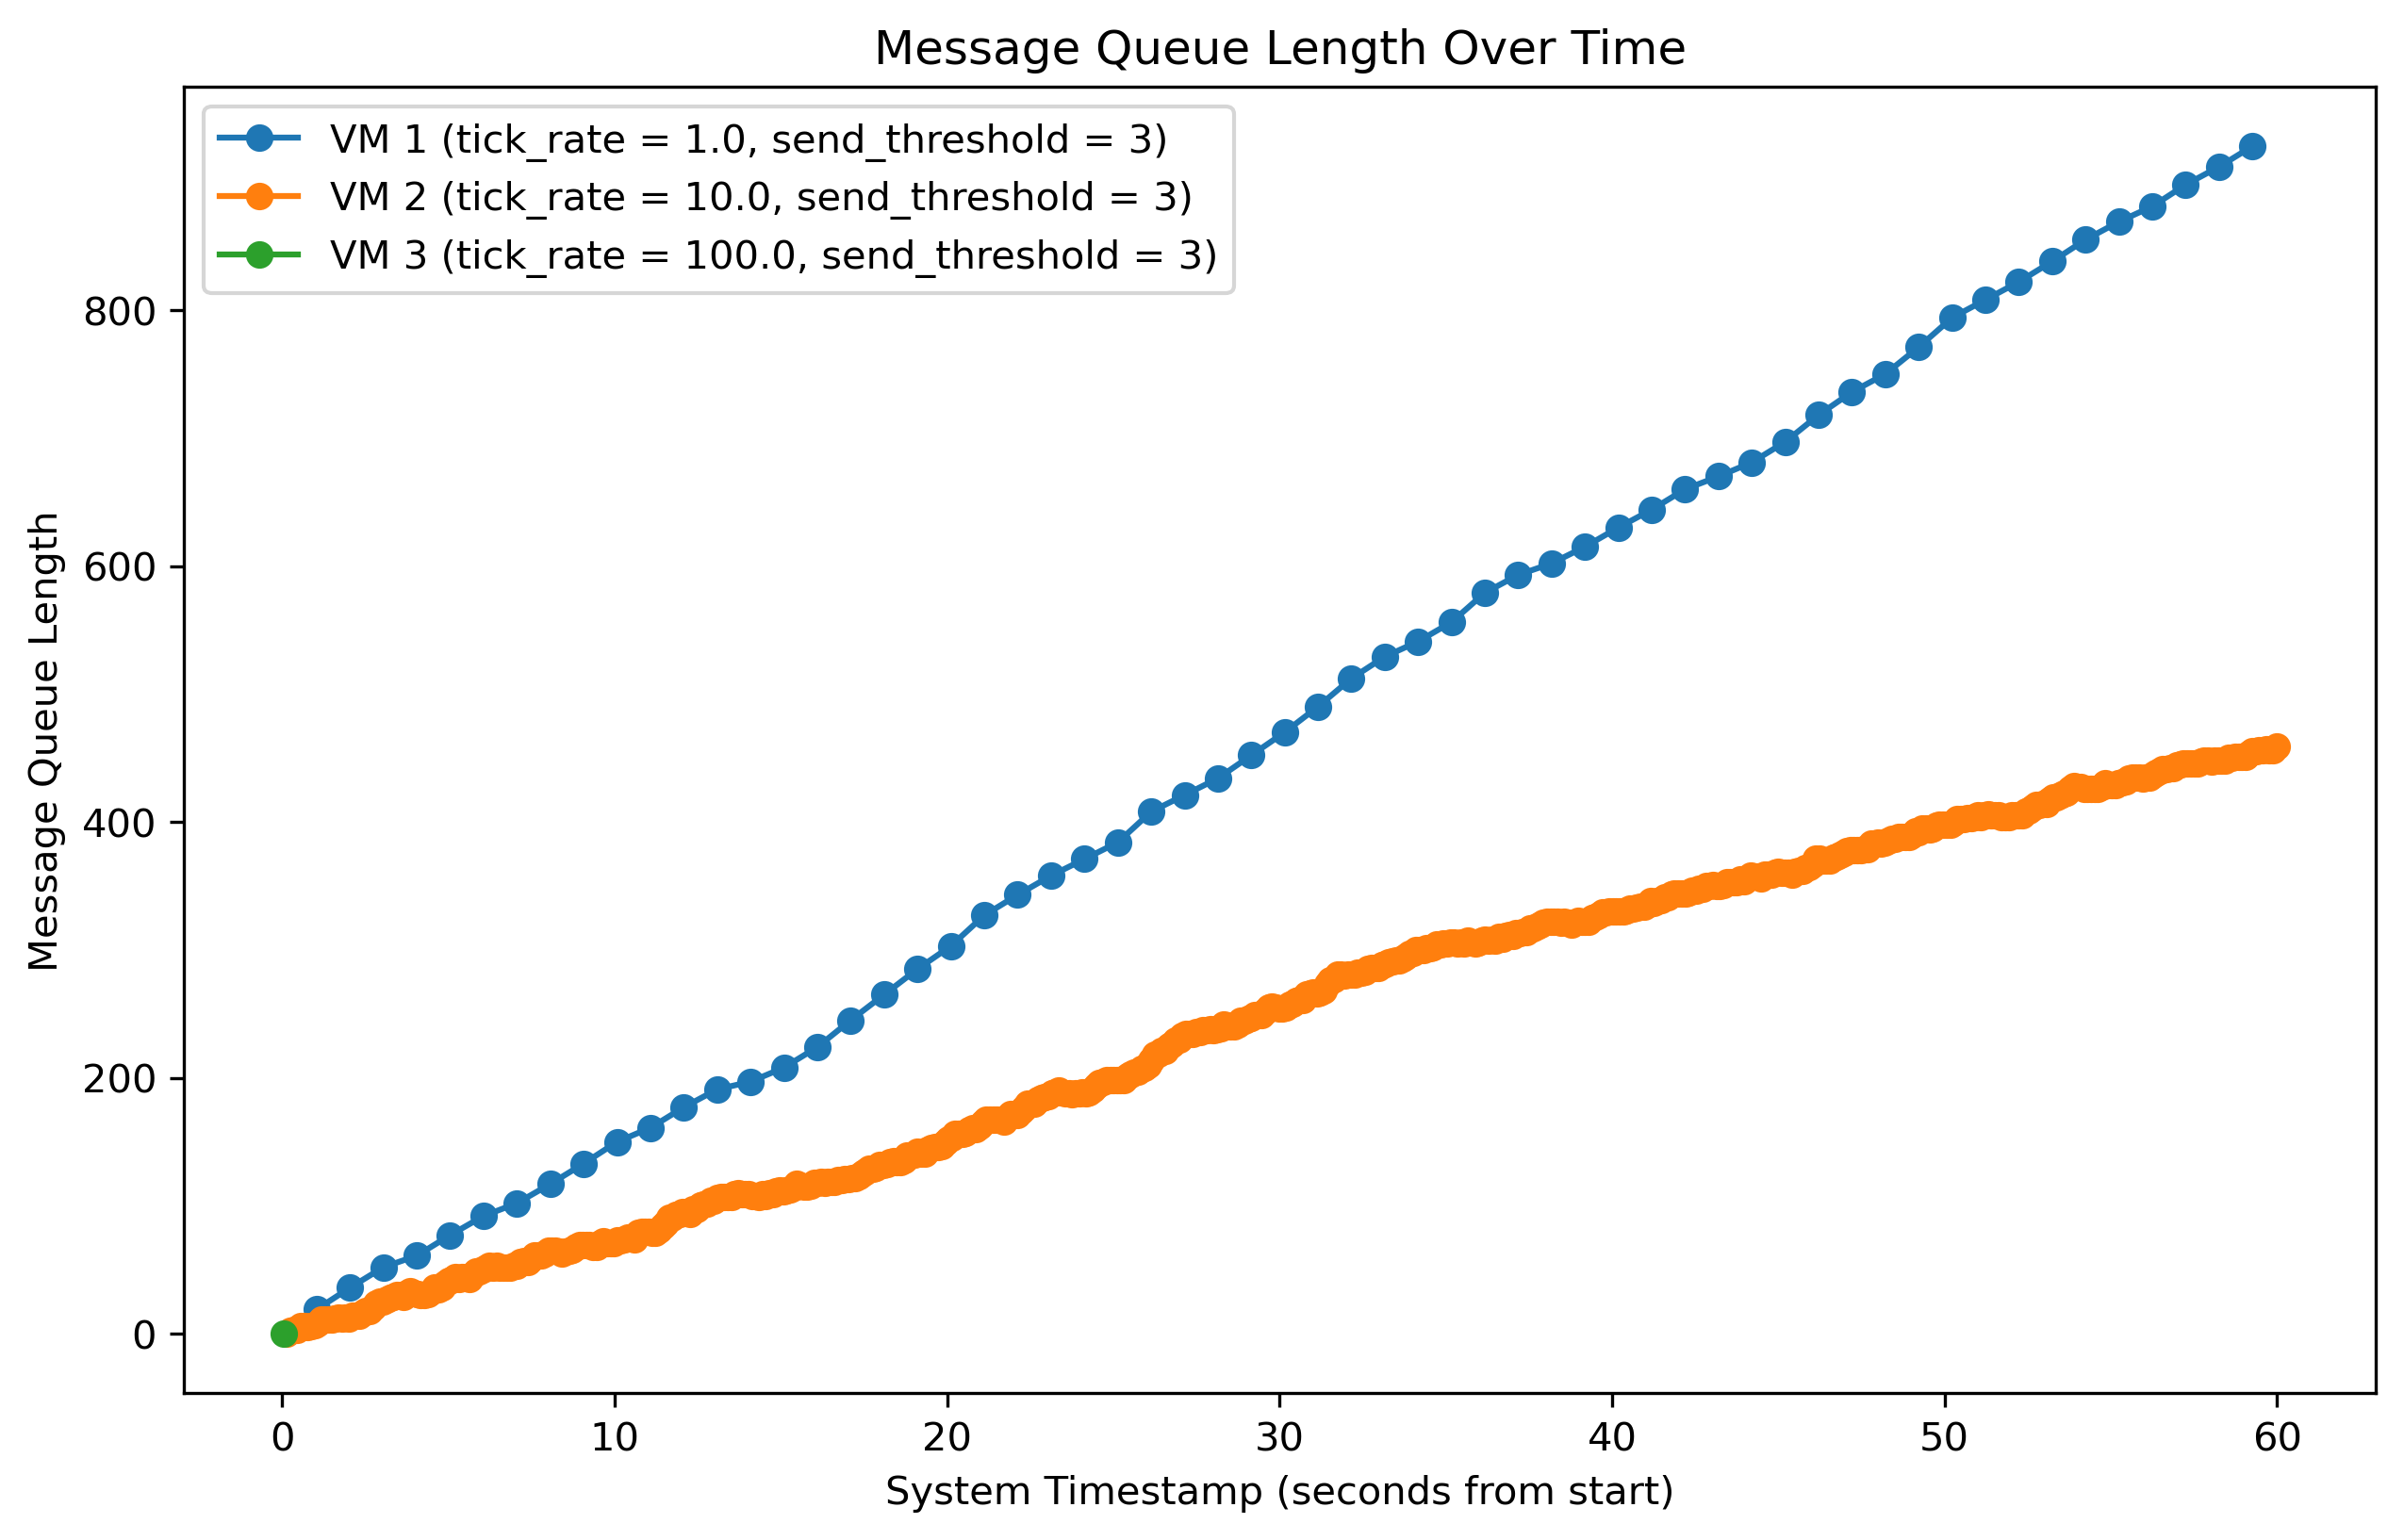 Message Queue Length Over Time
VM 1 (tick_rate = 1.0, send_threshold = 3)
VM 2 (tick_rate = 10.0, send_threshold = 3)
VM 3 (tick_rate = 100.0, send_threshold = 3)
Message Queue Length
800
600
400
200
0
0 10 20 30 40 50 60
System Timestamp (seconds from start)